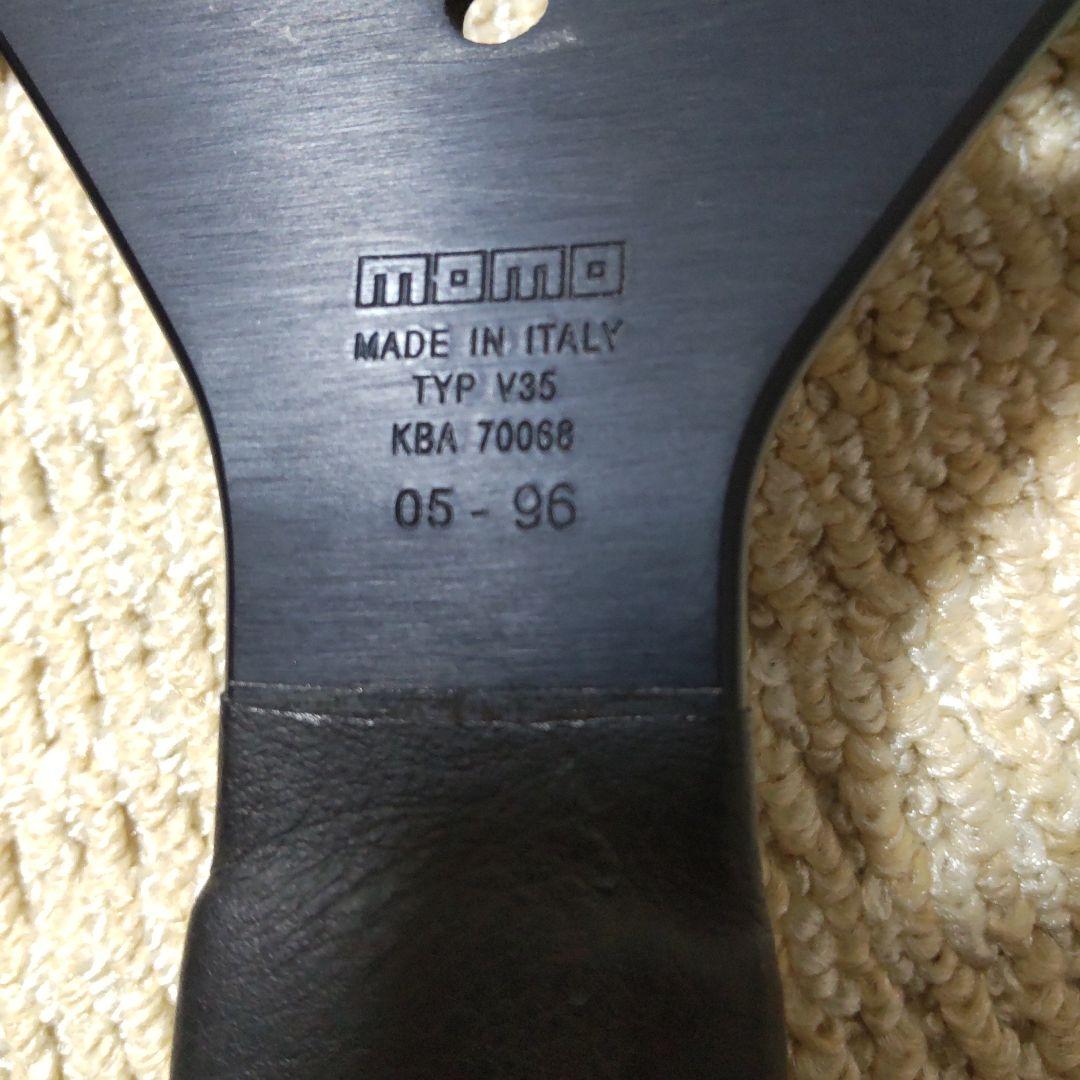 momo
MADE IN ITALY
TYP V35
KBA 70068
05 - 96